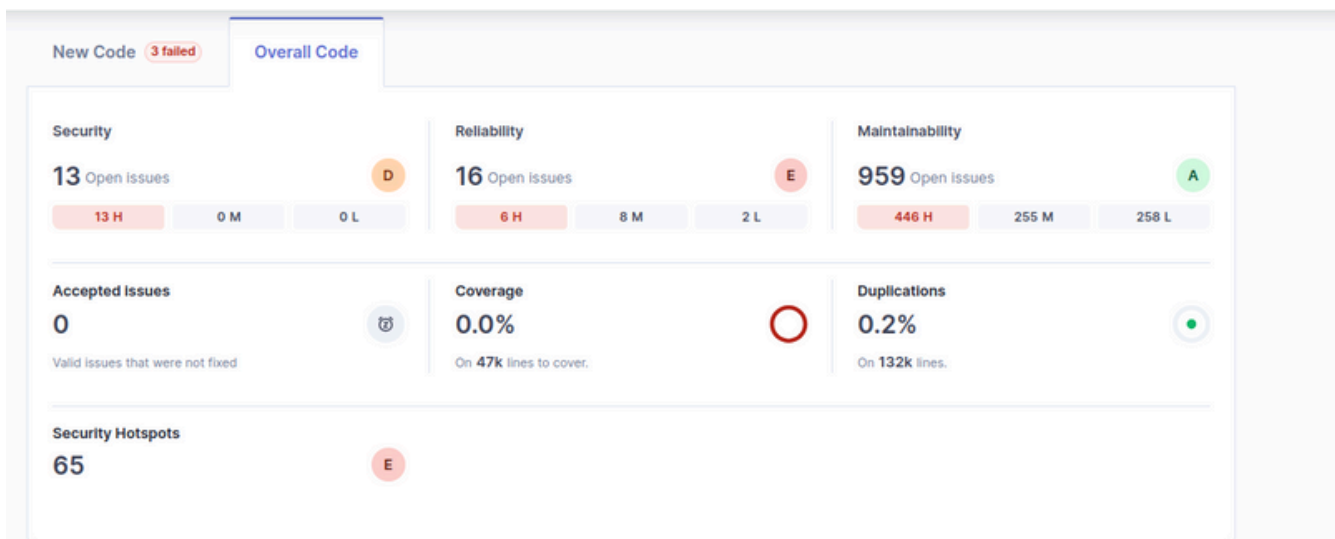 New Code 3 failed Overall Code
Security
13 Open issues D
13 H 0 M 0 L
Reliability
16 Open issues E
6 H 8 M 2 L
Maintainability
959 Open issues A
446 H 255 M 258 L
Accepted issues
0
Valid issues that were not fixed
Coverage
0.0%
On 47k lines to cover.
Duplications
0.2%
On 132k lines.
Security Hotspots
65 E